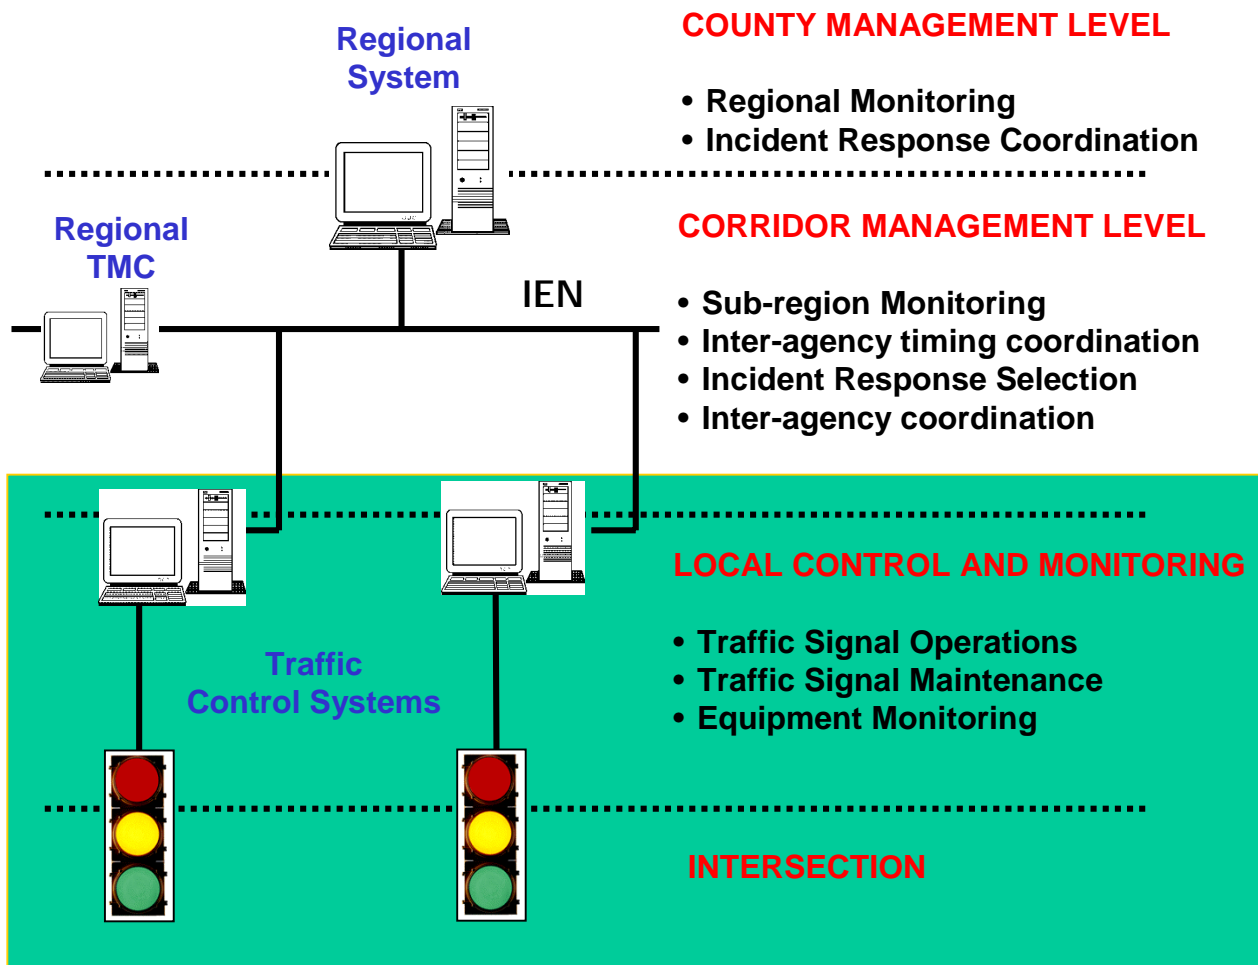 Regional
System
COUNTY MANAGEMENT LEVEL
• Regional Monitoring
• Incident Response Coordination
Regional
TMC
IEN
CORRIDOR MANAGEMENT LEVEL
• Sub-region Monitoring
• Inter-agency timing coordination
• Incident Response Selection
• Inter-agency coordination
LOCAL CONTROL AND MONITORING
• Traffic Signal Operations
• Traffic Signal Maintenance
• Equipment Monitoring
Traffic
Control Systems
INTERSECTION